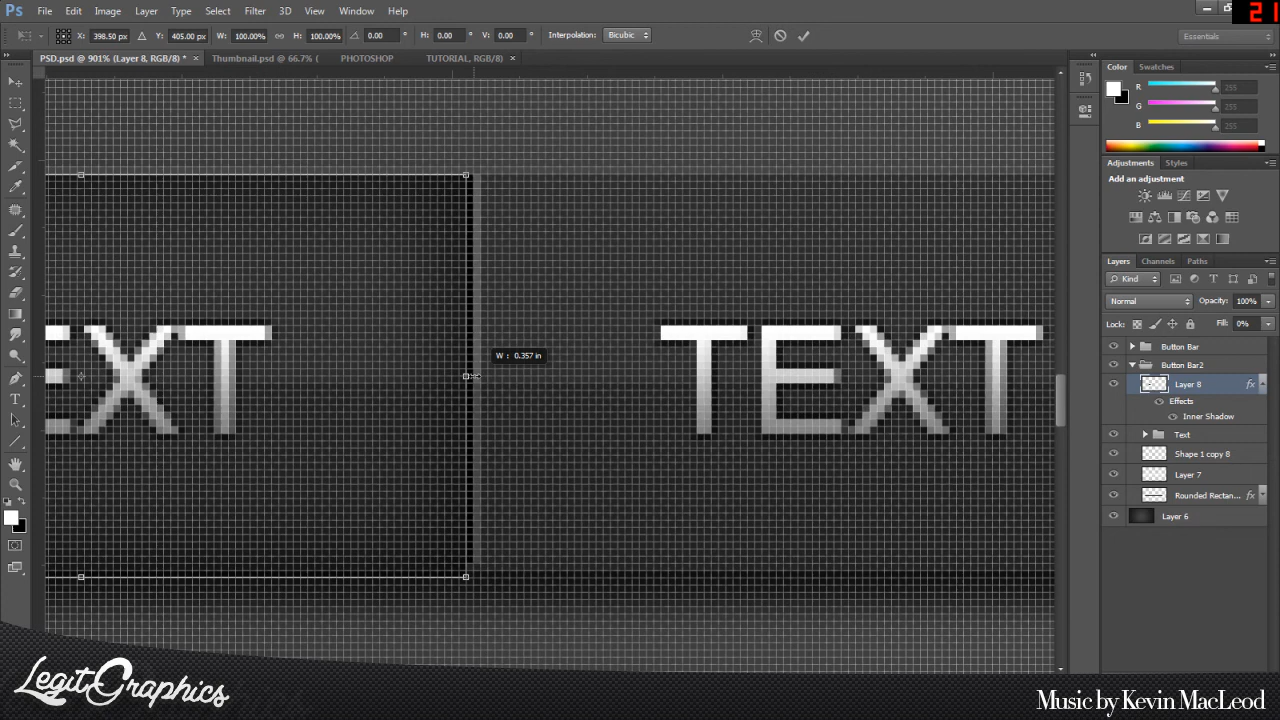 Ps File Edit Image Layer Type Select Filter 3D View Window Help
21
X: 398.50 px Y: 405.00 px W: 100.00% H: 100.00% 0.00 ° H: 0.00 ° V: 0.00 ° Interpolation: Bicubic
Essentials
PSD.psd @ 901% (Layer 8, RGB/8) * × Thumbnail.psd @ 66.7% ( PHOTOSHOP TUTORIAL, RGB/8) ×
Color Swatches
R 255
G 255
B 255
Adjustments Styles
Add an adjustment
Layers Channels Paths
Kind
Normal Opacity: 100%
Lock: Fill: 0%
Button Bar
Button Bar2
Layer 8 fx
Effects
Inner Shadow
Text
Shape 1 copy 8
Layer 7
Rounded Rectan... fx
Layer 6
EXT
W : 0.357 in
TEXT
LegitGraphics
Music by Kevin MacLeod